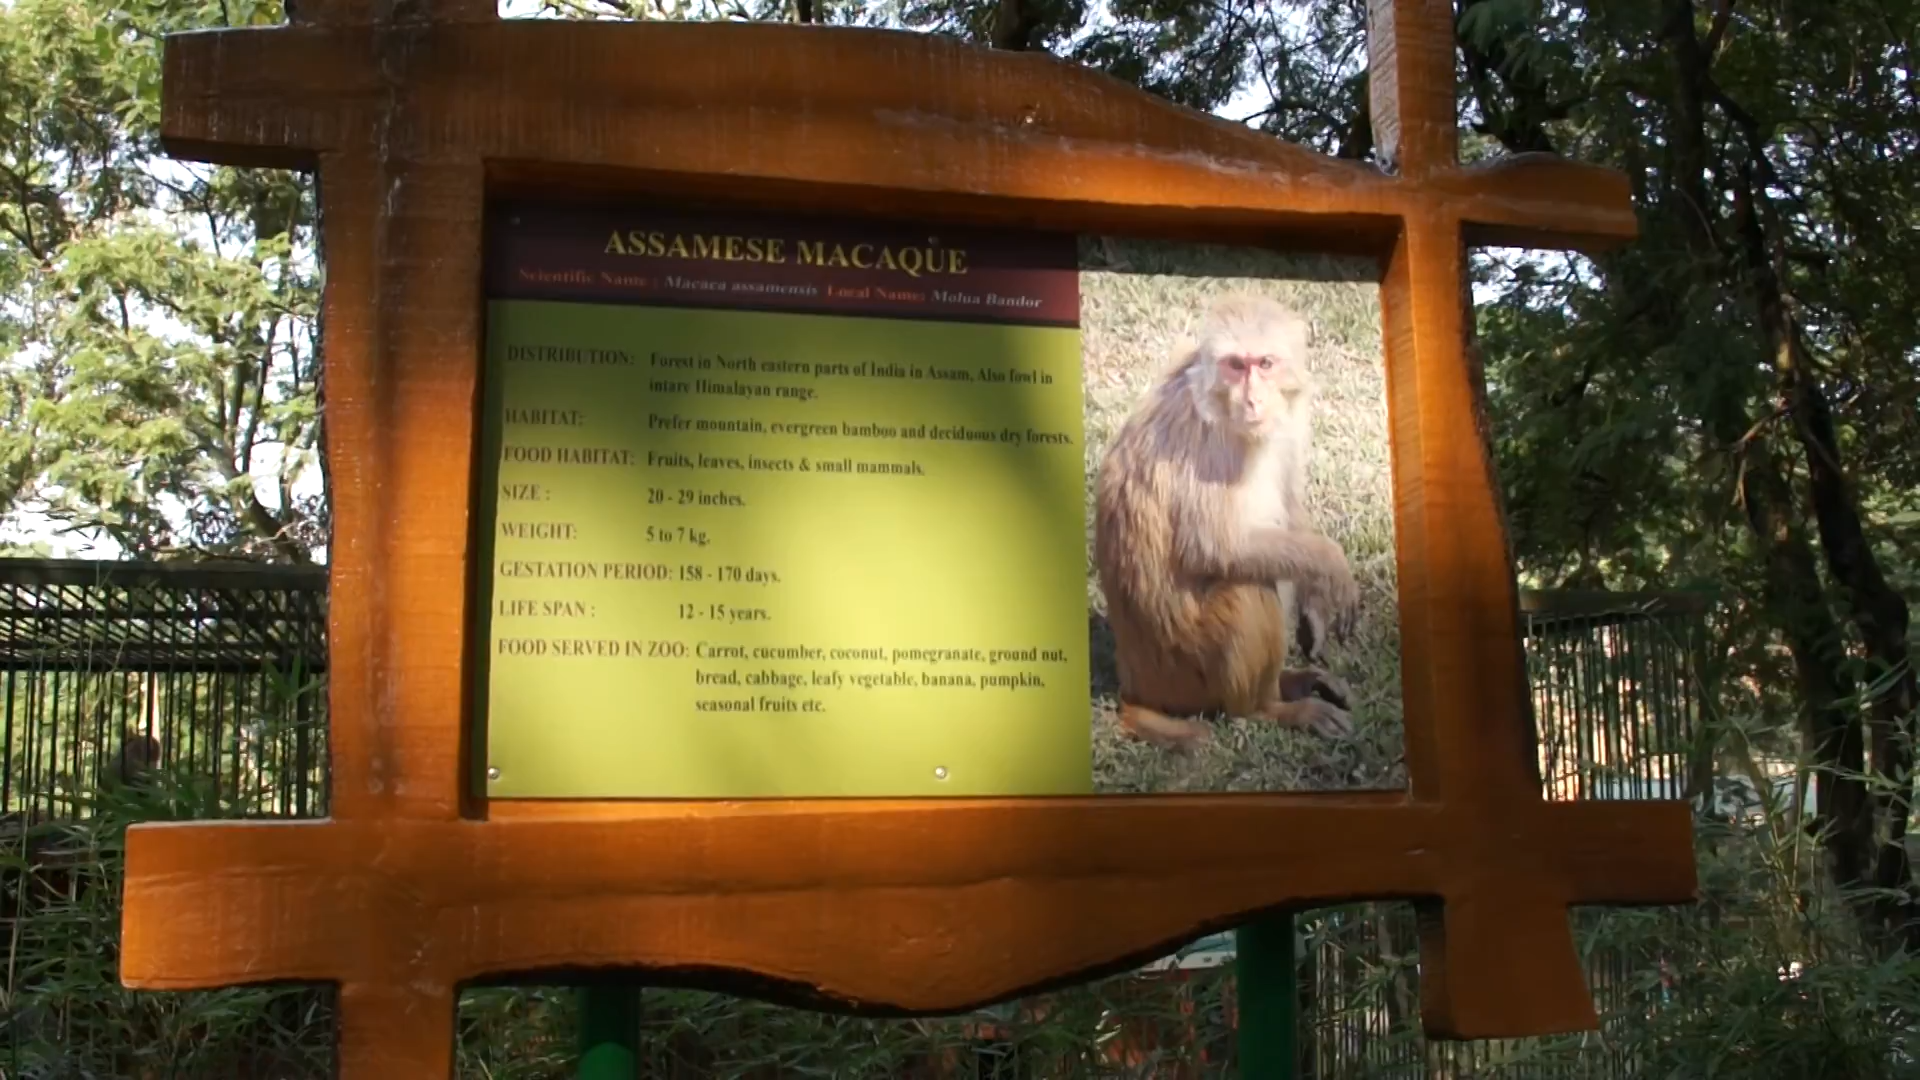 ASSAMESE MACAQUE
Scientific Name : Macaca assamensis Local Name: Molua Bandor
DISTRIBUTION: Forest in North eastern parts of India in Assam, Also fowl in
intare Himalayan range.
HABITAT: Prefer mountain, evergreen bamboo and deciduous dry forests.
FOOD HABITAT: Fruits, leaves, insects & small mammals.
SIZE : 20 - 29 inches.
WEIGHT: 5 to 7 kg.
GESTATION PERIOD: 158 - 170 days.
LIFE SPAN : 12 - 15 years.
FOOD SERVED IN ZOO: Carrot, cucumber, coconut, pomegranate, ground nut,
bread, cabbage, leafy vegetable, banana, pumpkin,
seasonal fruits etc.